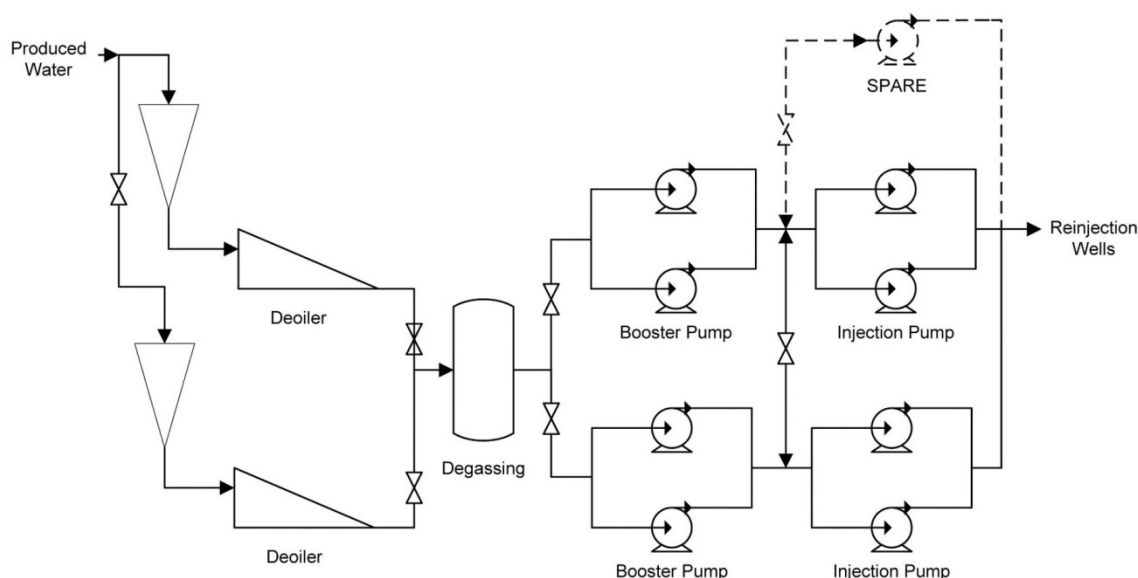 Produced
Water
SPARE
Reinjection
Wells
Deoiler
Booster Pump
Injection Pump
Degassing
Deoiler
Booster Pump
Injection Pump